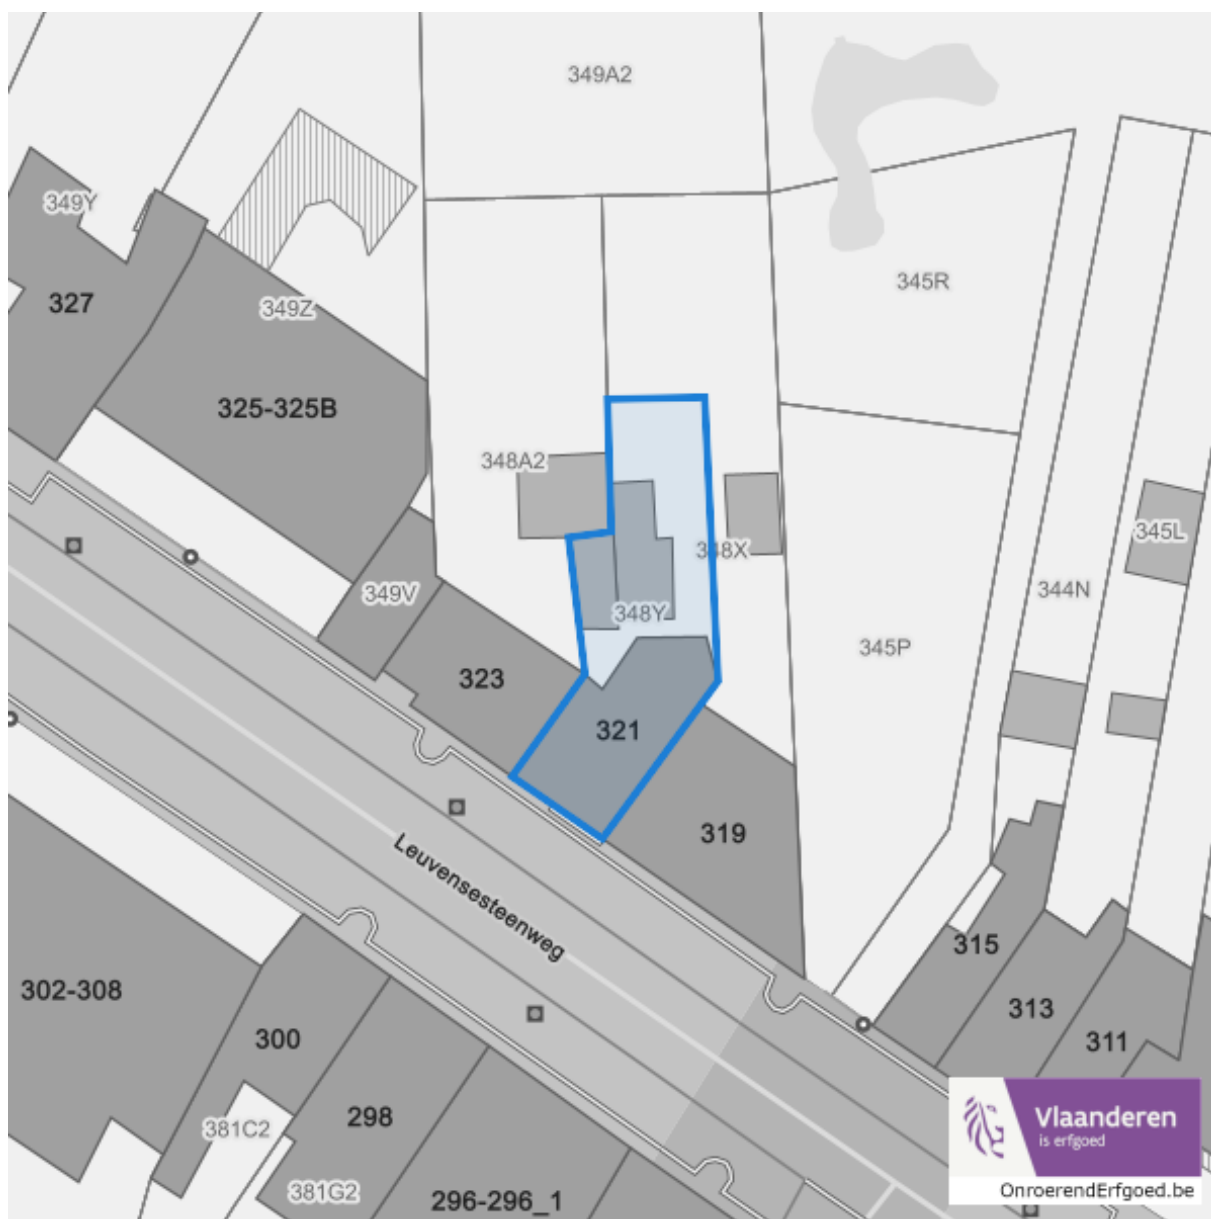 349A2
349Y
345R
327
349Z
325-325B
348A2
345L
348X
344N
349V
348Y
345P
323
321
319
Leuvensesteenweg
315
302-308
313
300
311
298
381C2
381G2
296-296_1
Vlaanderen
is erfgoed
OnroerendErfgoed.be